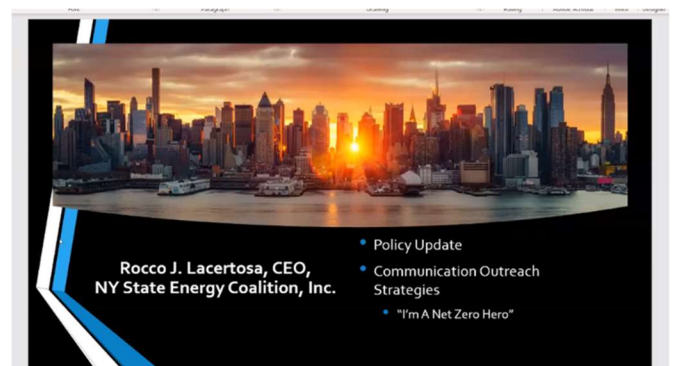 Rocco J. Lacertosa, CEO,
NY State Energy Coalition, Inc.
Policy Update
Communication Outreach
Strategies
"I'm A Net Zero Hero"